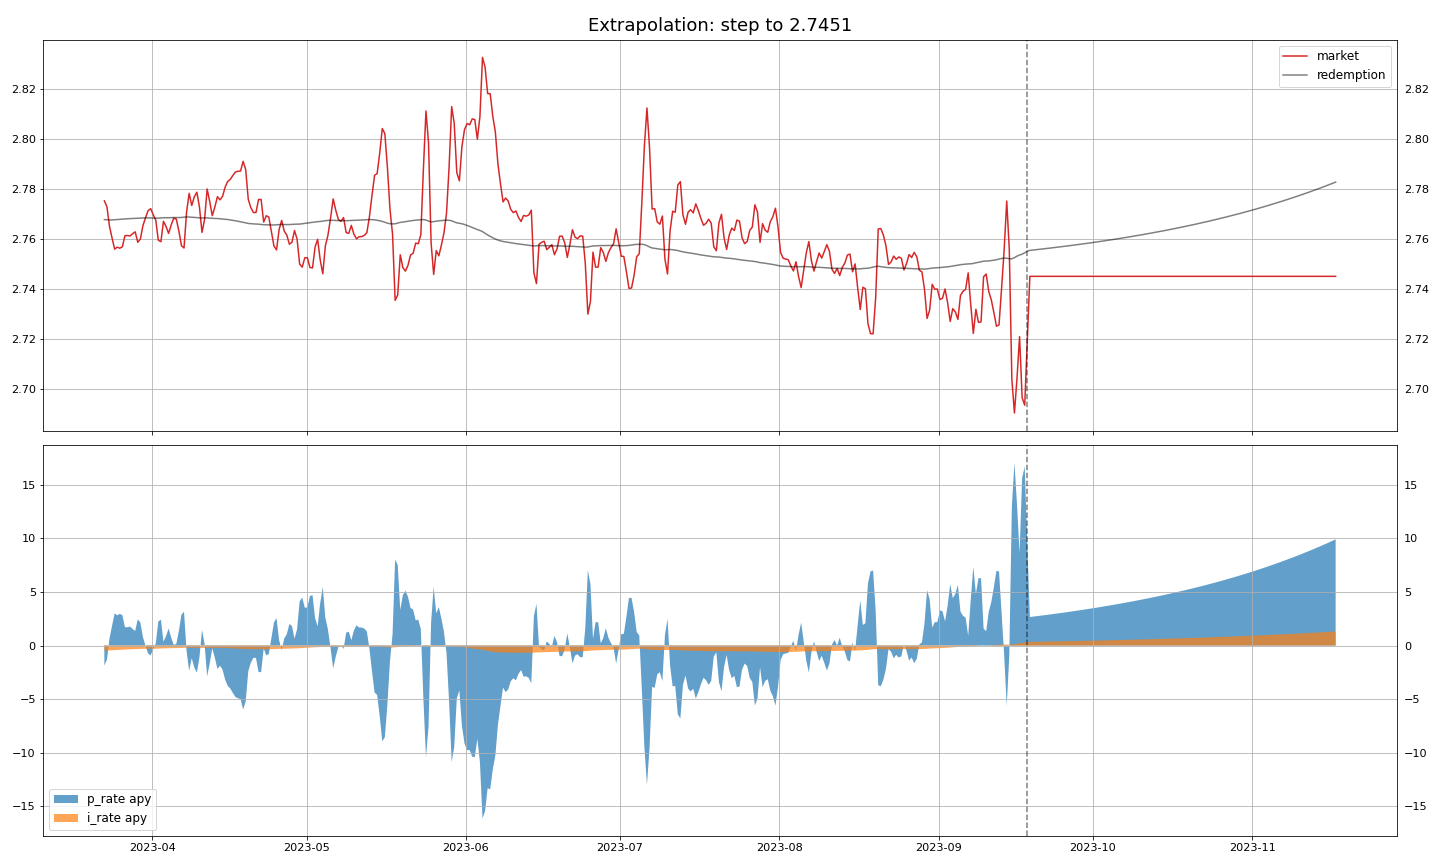 Extrapolation: step to 2.7451
market
redemption
2.82 2.82
2.80 2.80
2.78 2.78
2.76 2.76
2.74 2.74
2.72 2.72
2.70 2.70
15 15
10 10
5 5
0 0
−5 −5
−10 −10
−15 −15
p_rate apy
i_rate apy
2023-04 2023-05 2023-06 2023-07 2023-08 2023-09 2023-10 2023-11